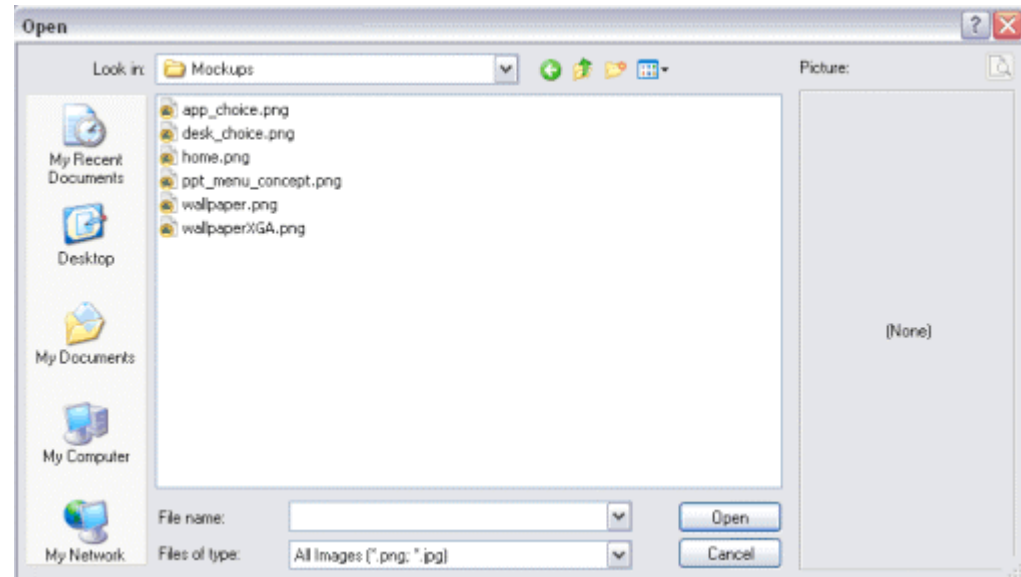 Open
Look in:
Mockups
Picture:
app_choice.png
desk_choice.png
home.png
ppt_menu_concept.png
wallpaper.png
wallpaperXGA.png
My Recent
Documents
Desktop
My Documents
My Computer
My Network
(None)
File name:
Open
Files of type:
All Images (*.png; *.jpg)
Cancel